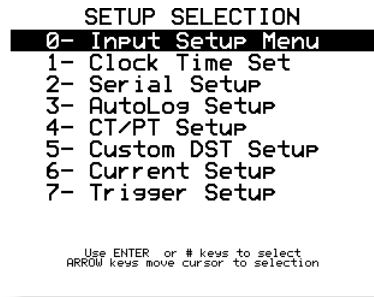 SETUP SELECTION
0- Input Setup Menu
1- Clock Time Set
2- Serial Setup
3- AutoLog Setup
4- CT/PT Setup
5- Custom DST Setup
6- Current Setup
7- Trigger Setup
Use ENTER or # keys to select
ARROW keys move cursor to selection